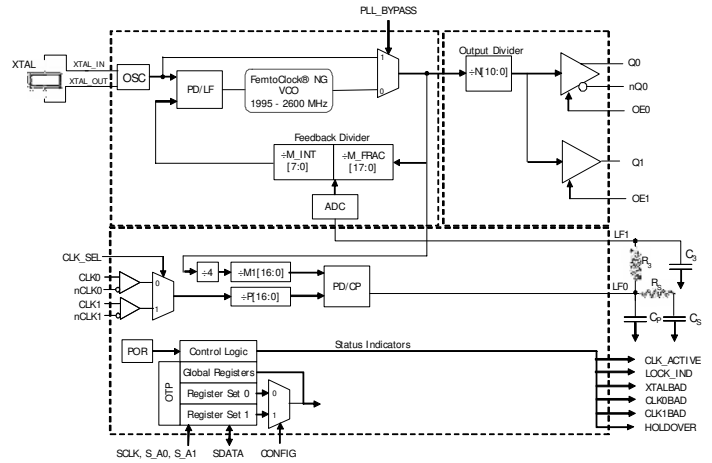 PLL_BYPASS
XTAL
XTAL_IN
XTAL_OUT
OSC
PD/LF
FemtoClock® NG
VCO
1995 - 2600 MHz
1
0
Output Divider
÷N[10:0]
Q0
nQ0
OE0
Q1
OE1
Feedback Divider
÷M_INT
[7:0]
÷M_FRAC
[17:0]
ADC
LF1
R3
C3
LF0
RS
CP
CS
CLK_SEL
CLK0
nCLK0
CLK1
nCLK1
0
1
÷4
÷M1[16:0]
÷P[16:0]
PD/CP
POR
Control Logic
Status Indicators
OTP
Global Registers
Register Set 0
Register Set 1
0
1
SCLK, S_A0, S_A1
SDATA
CONFIG
CLK_ACTIVE
LOCK_IND
XTALBAD
CLK0BAD
CLK1BAD
HOLDOVER